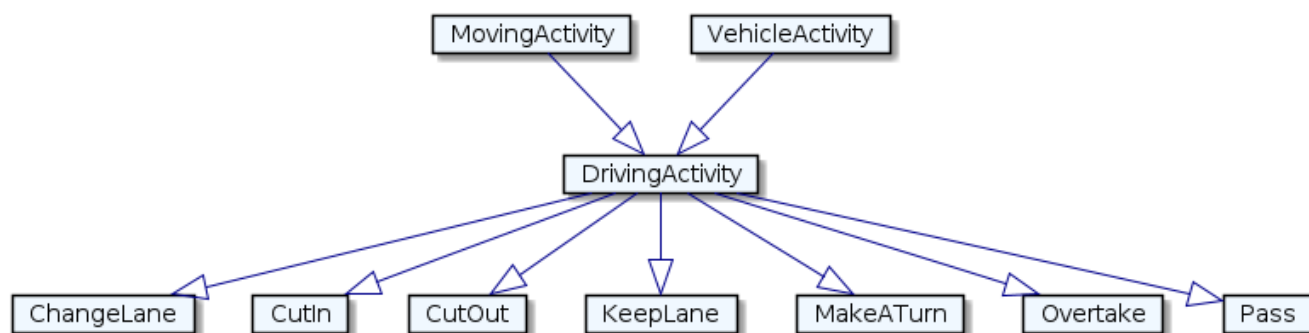 MovingActivity
VehicleActivity
DrivingActivity
ChangeLane
CutIn
CutOut
KeepLane
MakeATurn
Overtake
Pass